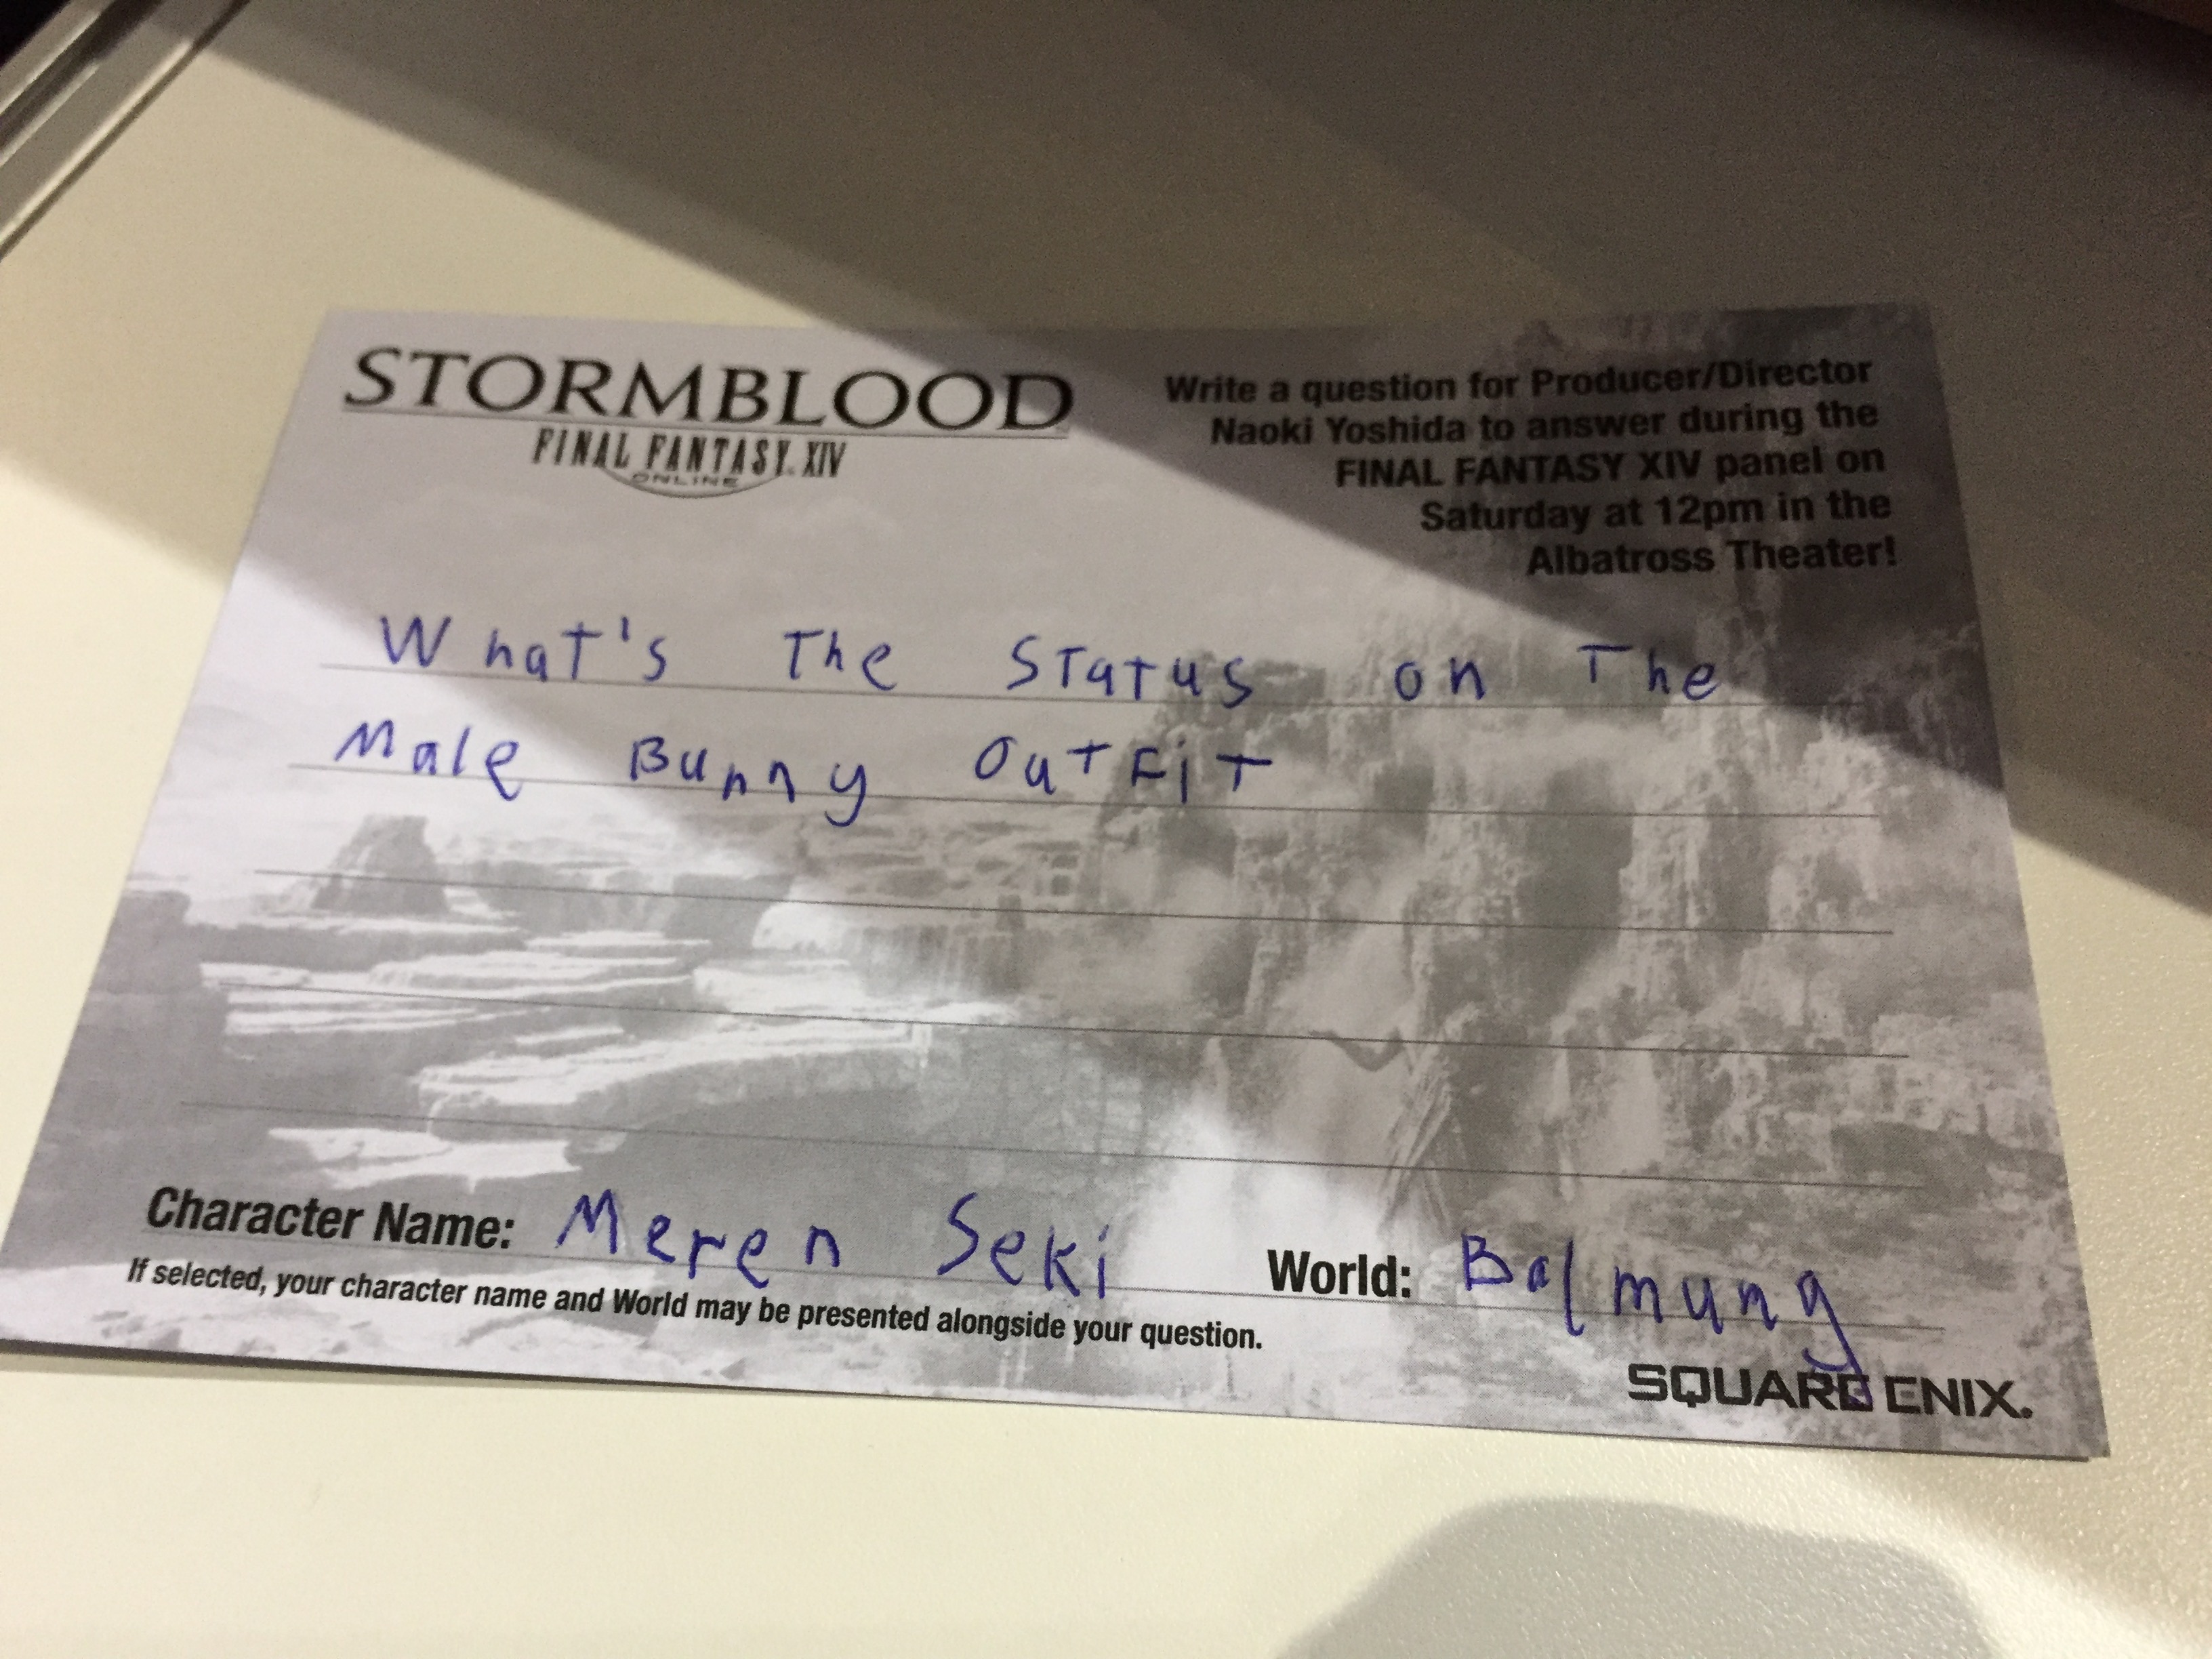 STORMBLOOD
FINAL FANTASY XIV
ONLINE
Write a question for Producer/Director
Naoki Yoshida to answer during the
FINAL FANTASY XIV panel on
Saturday at 12pm in the
Albatross Theater!
What's The Status on The
Male Bunny OutFit
Character Name: Meren Seki World: Balmung
If selected, your character name and World may be presented alongside your question.
SQUARE ENIX.